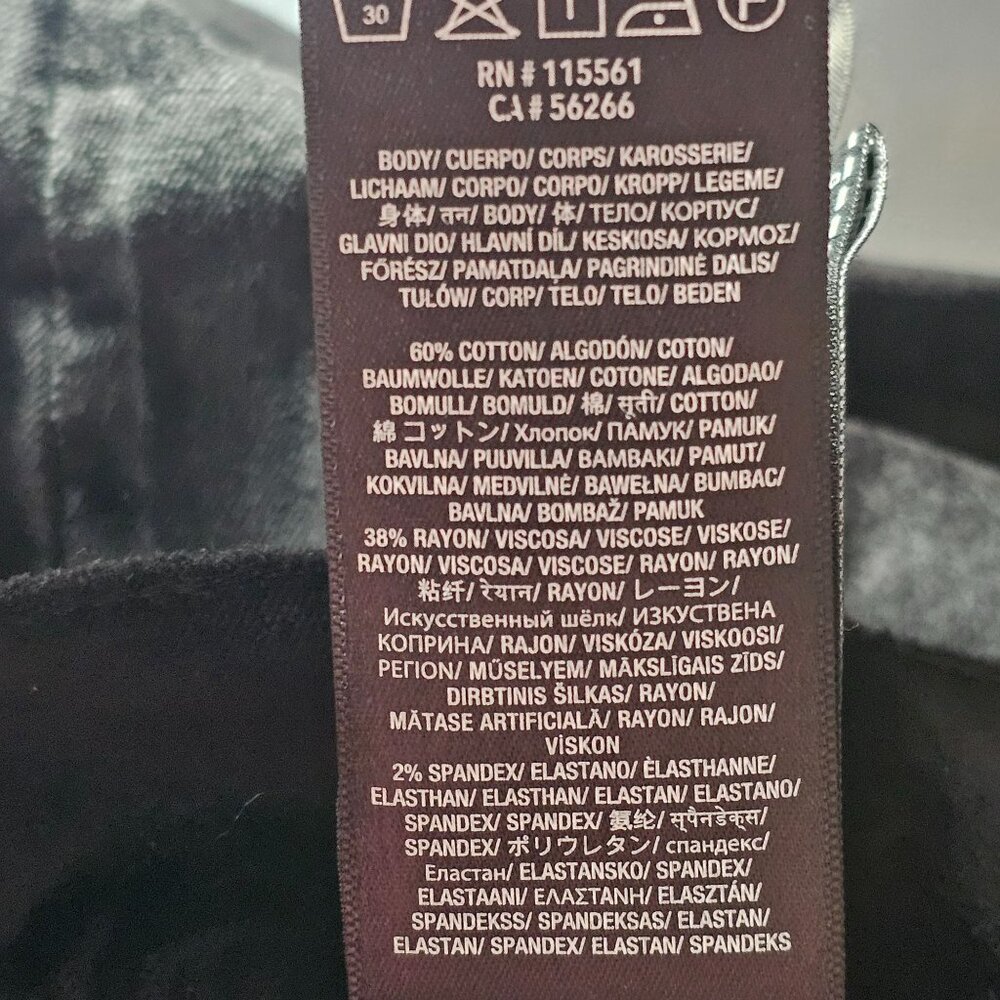 30
F
RN # 115561
CA # 56266
BODY/ CUERPO/ CORPS/ KAROSSERIE/
LICHAAM/ CORPO/ CORPO/ KROPP/ LEGEME/
身体/ तन/ BODY/ 体/ ТЕЛО/ КОРПУС/
GLAVNI DIO/ HLAVNÍ DÍL/ KESKIOSA/ ΚΟΡΜΟΣ/
FŐRÉSZ/ PAMATDAĻA/ PAGRINDINĖ DALIS/
TUŁÓW/ CORP/ TELO/ TELO/ BEDEN
60% COTTON/ ALGODÓN/ COTON/
BAUMWOLLE/ KATOEN/ COTONE/ ALGODAO/
BOMULL/ BOMULD/ 棉/ सूती/ COTTON/
綿 コットン/ Хлопок/ ПАМУК/ PAMUK/
BAVLNA/ PUUVILLA/ BAMBAKI/ PAMUT/
KOKVILNA/ MEDVILNĖ/ BAWEŁNA/ BUMBAC/
BAVLNA/ BOMBAŽ/ PAMUK
38% RAYON/ VISCOSA/ VISCOSE/ VISKOSE/
RAYON/ VISCOSA/ VISCOSE/ RAYON/ RAYON/
粘纤/ रेयान/ RAYON/ レーヨン/
Искусственный шёлк/ ИЗКУСТВЕНА
КОПРИНА/ RAJON/ VISKÓZA/ VISKOOSI/
ΡΕΓΙΟΝ/ MŰSELYEM/ MĀKSLĪGAIS ZĪDS/
DIRBTINIS ŠILKAS/ RAYON/
MĂTASE ARTIFICIALĂ/ RAYON/ RAJON/
VİSKON
2% SPANDEX/ ELASTANO/ ÈLASTHANNE/
ELASTHAN/ ELASTHAN/ ELASTAN/ ELASTANO/
SPANDEX/ SPANDEX/ 氨纶/ स्पैनडेक्स/
SPANDEX/ ポリウレタン/ спандекс/
Еластан/ ELASTANSKO/ SPANDEX/
ELASTAANI/ ΕΛΑΣΤΑΝΗ/ ELASZTÁN/
SPANDEKSS/ SPANDEKSAS/ ELASTAN/
ELASTAN/ SPANDEX/ ELASTAN/ SPANDEKS